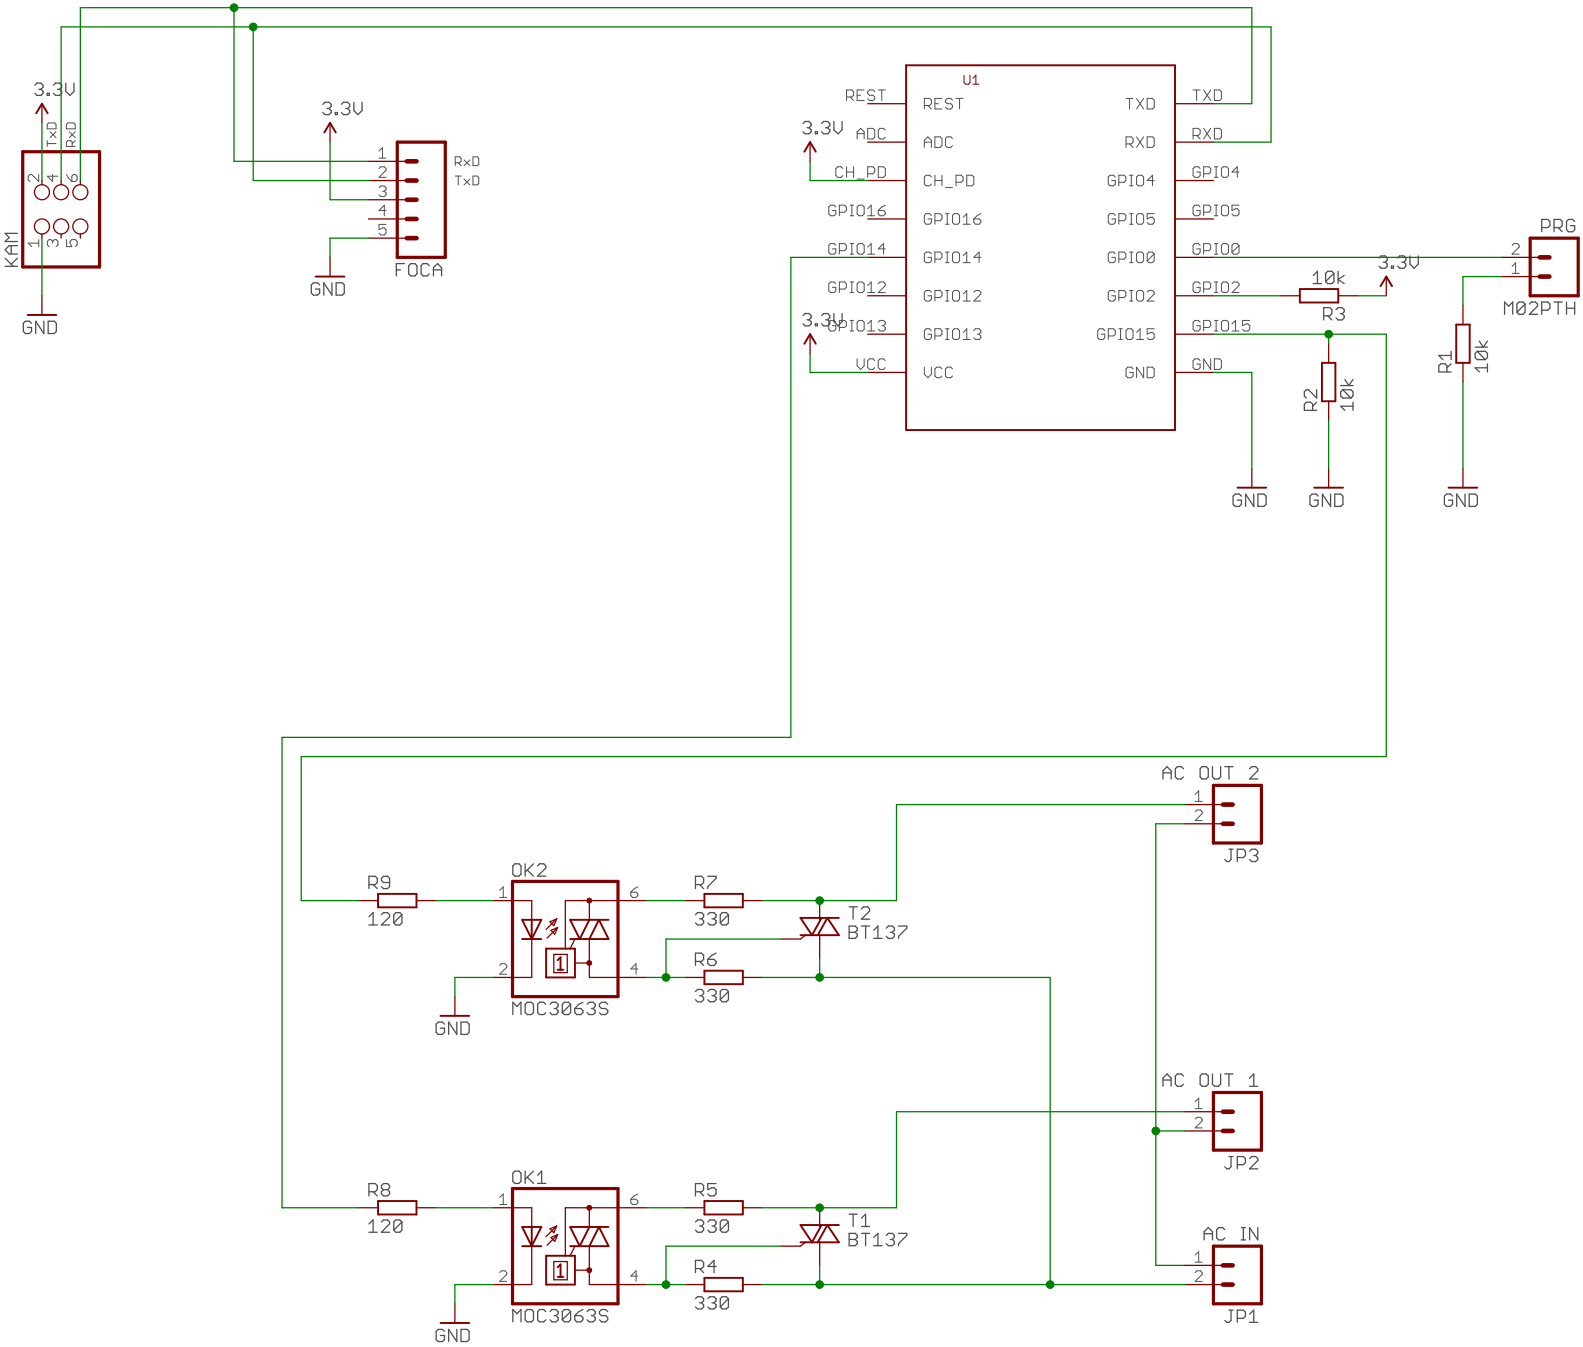 3.3V
TxD
RxD
2
4
6
1
3
5
KAM
GND
3.3V
1
2
3
4
5
RxD
TxD
FOCA
GND
U1
REST
REST
TXD
TXD
3.3V
ADC
ADC
RXD
RXD
CH_PD
CH_PD
GPIO4
GPIO4
GPIO16
GPIO16
GPIO5
GPIO5
GPIO14
GPIO14
GPIO0
GPIO0
GPIO12
GPIO12
GPIO2
GPIO2
3.3V
GPIO13
GPIO13
GPIO15
GPIO15
VCC
VCC
GND
GND
10k
R3
3.3V
PRG
2
1
M02PTH
R1
10k
R2
10k
GND
GND
GND
AC OUT 2
1
2
JP3
R9
120
OK2
1
6
2
4
1
MOC3063S
GND
R7
330
T2
BT137
R6
330
AC OUT 1
1
2
JP2
R8
120
OK1
1
6
2
4
1
MOC3063S
GND
R5
330
T1
BT137
R4
330
AC IN
1
2
JP1